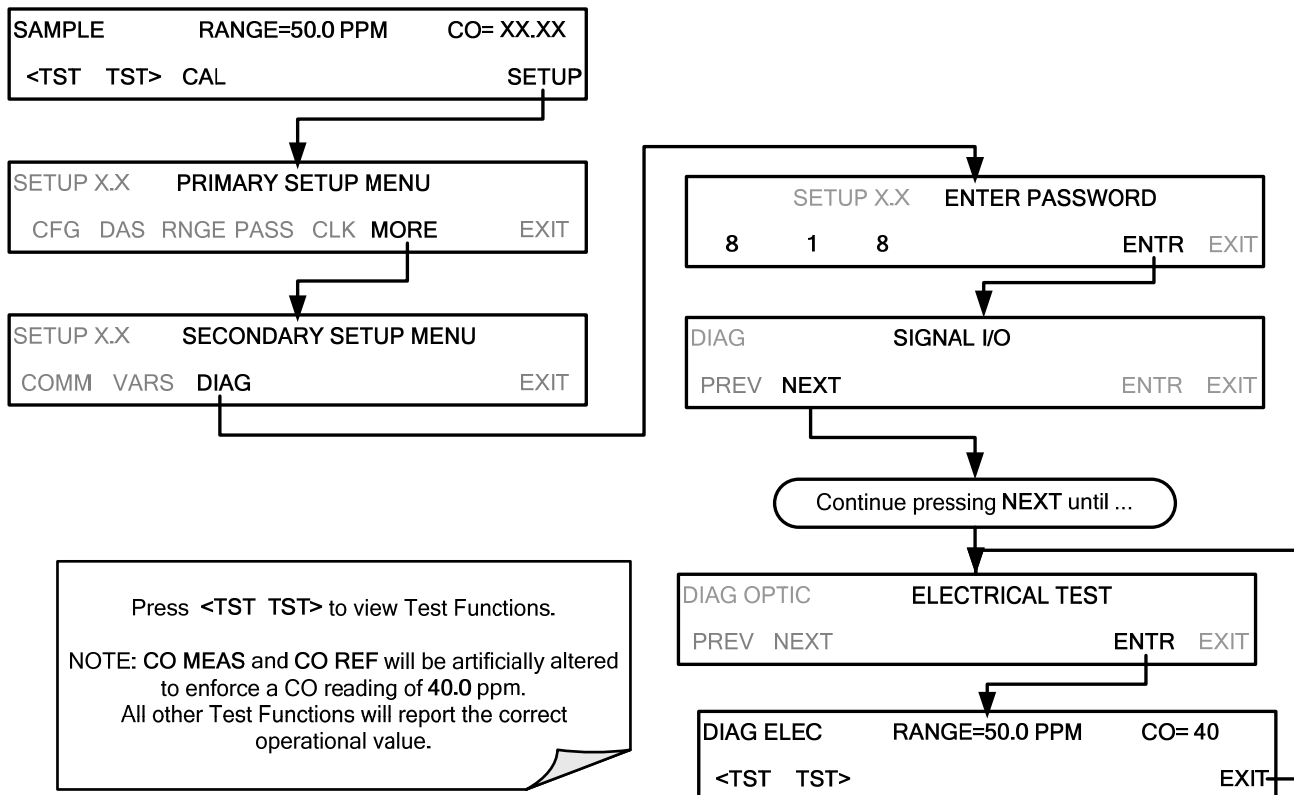 SAMPLE RANGE=50.0 PPM CO= XX.XX
<TST TST> CAL SETUP
SETUP X.X PRIMARY SETUP MENU
CFG DAS RNGE PASS CLK MORE EXIT
SETUP X.X SECONDARY SETUP MENU
COMM VARS DIAG EXIT
SETUP X.X ENTER PASSWORD
8 1 8 ENTR EXIT
DIAG SIGNAL I/O
PREV NEXT ENTR EXIT
Continue pressing NEXT until ...
DIAG OPTIC ELECTRICAL TEST
PREV NEXT ENTR EXIT
DIAG ELEC RANGE=50.0 PPM CO= 40
<TST TST> EXIT
Press <TST TST> to view Test Functions.
NOTE: CO MEAS and CO REF will be artificially altered
to enforce a CO reading of 40.0 ppm.
All other Test Functions will report the correct
operational value.